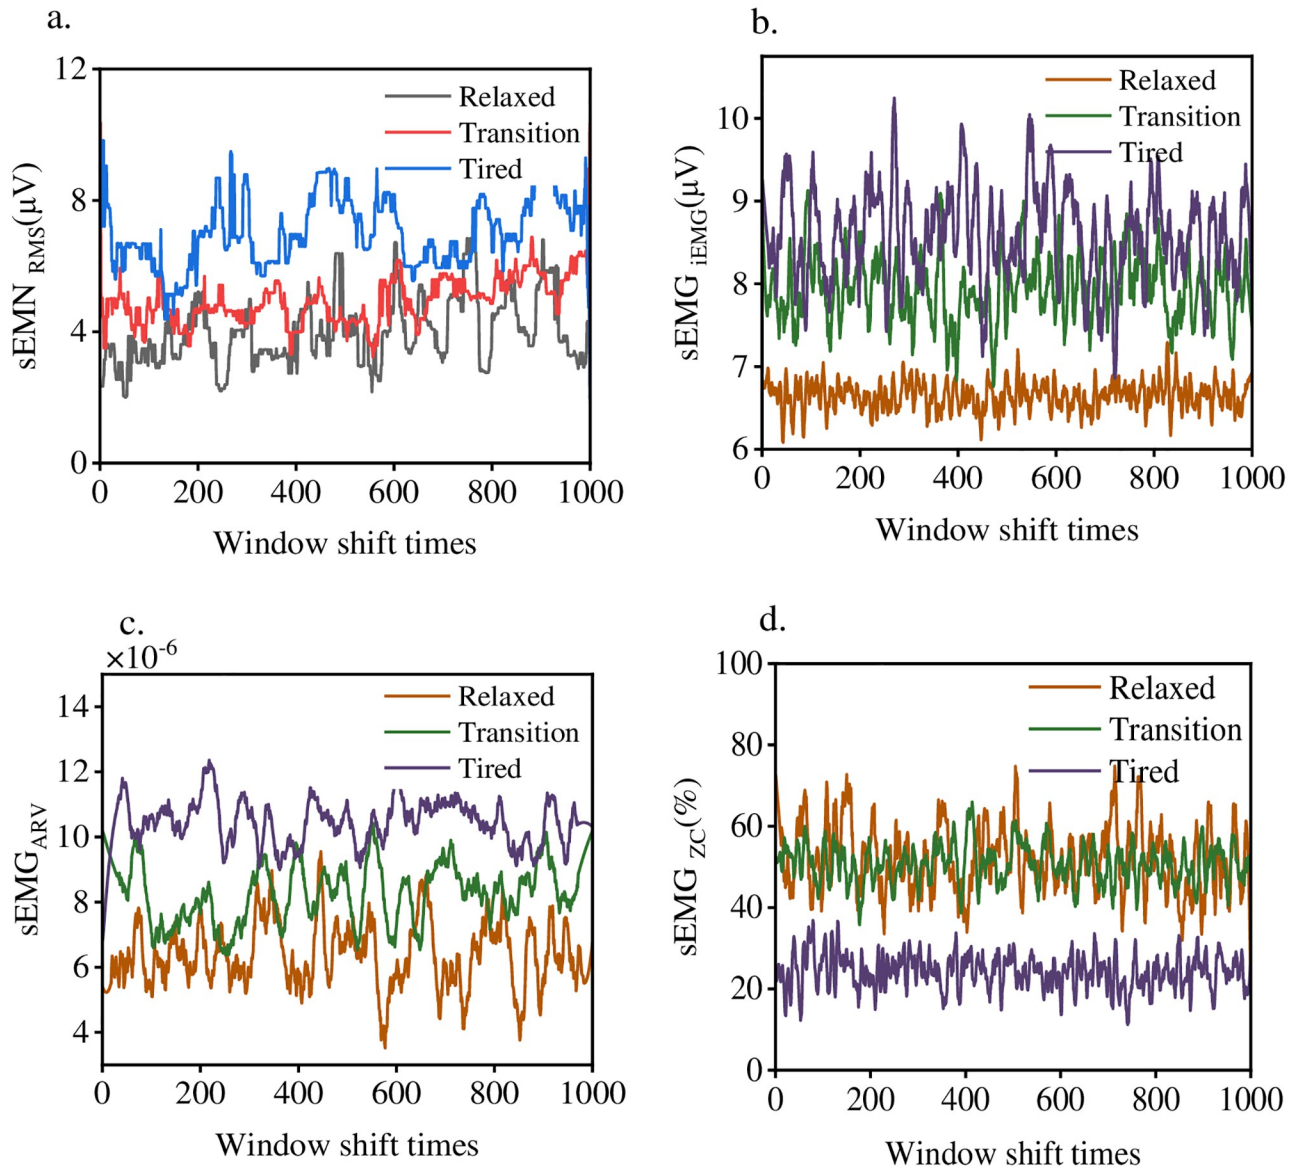 a.
12
8
4
0
sEMN RMS(μV)
Relaxed
Transition
Tired
0 200 400 600 800 1000
Window shift times
b.
10
9
8
7
6
sEMG iEMG(μV)
Relaxed
Transition
Tired
0 200 400 600 800 1000
Window shift times
c.
×10-6
14
12
10
8
6
4
sEMGARV
Relaxed
Transition
Tired
0 200 400 600 800 1000
Window shift times
d.
100
80
60
40
20
0
sEMG ZC(%)
Relaxed
Transition
Tired
0 200 400 600 800 1000
Window shift times